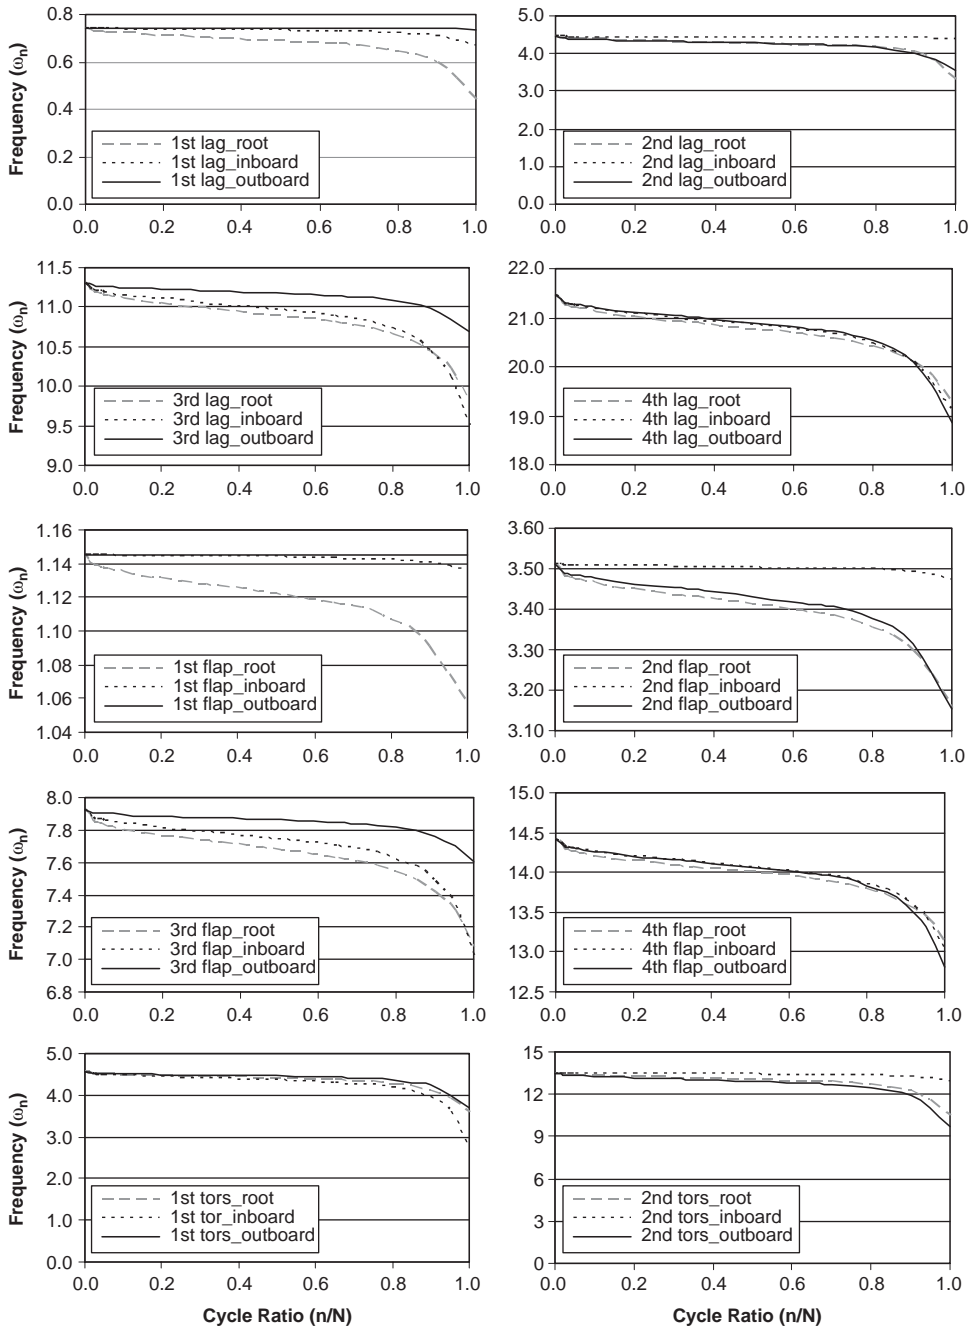 Frequency (ωn)
0.8
0.6
0.4
0.2
0.0
1st lag_root
1st lag_inboard
1st lag_outboard
0.0 0.2 0.4 0.6 0.8 1.0
5.0
4.0
3.0
2.0
1.0
0.0
2nd lag_root
2nd lag_inboard
2nd lag_outboard
0.0 0.2 0.4 0.6 0.8 1.0
Frequency (ωn)
11.5
11.0
10.5
10.0
9.5
9.0
3rd lag_root
3rd lag_inboard
3rd lag_outboard
0.0 0.2 0.4 0.6 0.8 1.0
22.0
21.0
20.0
19.0
18.0
4th lag_root
4th lag_inboard
4th lag_outboard
0.0 0.2 0.4 0.6 0.8 1.0
Frequency (ωn)
1.16
1.14
1.12
1.10
1.08
1.06
1.04
1st flap_root
1st flap_inboard
1st flap_outboard
0.0 0.2 0.4 0.6 0.8 1.0
3.60
3.50
3.40
3.30
3.20
3.10
2nd flap_root
2nd flap_inboard
2nd flap_outboard
0.0 0.2 0.4 0.6 0.8 1.0
Frequency (ωn)
8.0
7.8
7.6
7.4
7.2
7.0
6.8
3rd flap_root
3rd flap_inboard
3rd flap_outboard
0.0 0.2 0.4 0.6 0.8 1.0
15.0
14.5
14.0
13.5
13.0
12.5
4th flap_root
4th flap_inboard
4th flap_outboard
0.0 0.2 0.4 0.6 0.8 1.0
Frequency (ωn)
5.0
4.0
3.0
2.0
1.0
0.0
1st tors_root
1st tor_inboard
1st tors_outboard
0.0 0.2 0.4 0.6 0.8 1.0
Cycle Ratio (n/N)
15
12
9
6
3
0
2nd tors_root
2nd tors_inboard
2nd tors_outboard
0.0 0.2 0.4 0.6 0.8 1.0
Cycle Ratio (n/N)